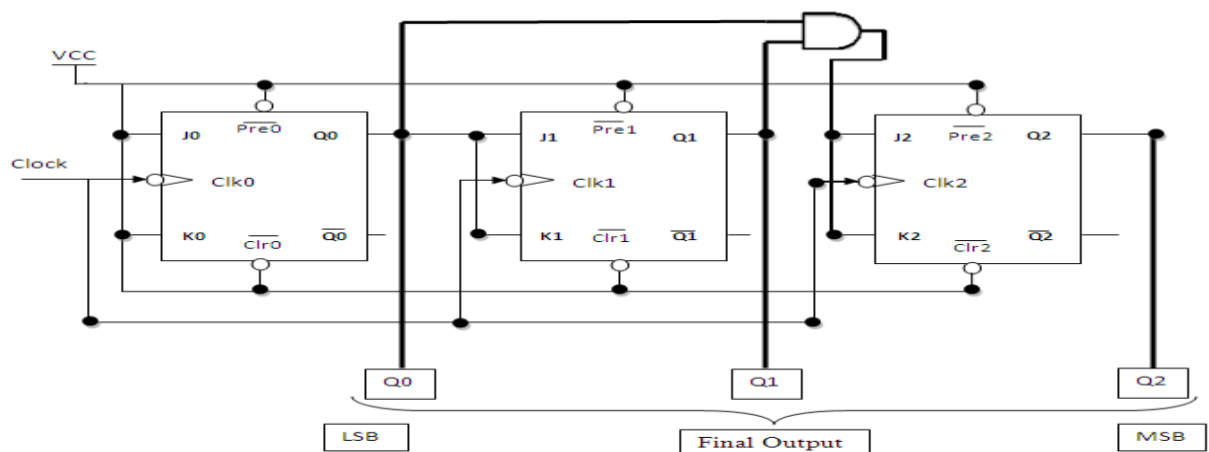 VCC
J0 Pre0 Q0
Clock
Clk0
K0 Clr0 Q0
J1 Pre1 Q1
Clk1
K1 Clr1 Q1
J2 Pre2 Q2
Clk2
K2 Clr2 Q2
Q0
Q1
Q2
LSB
Final Output
MSB